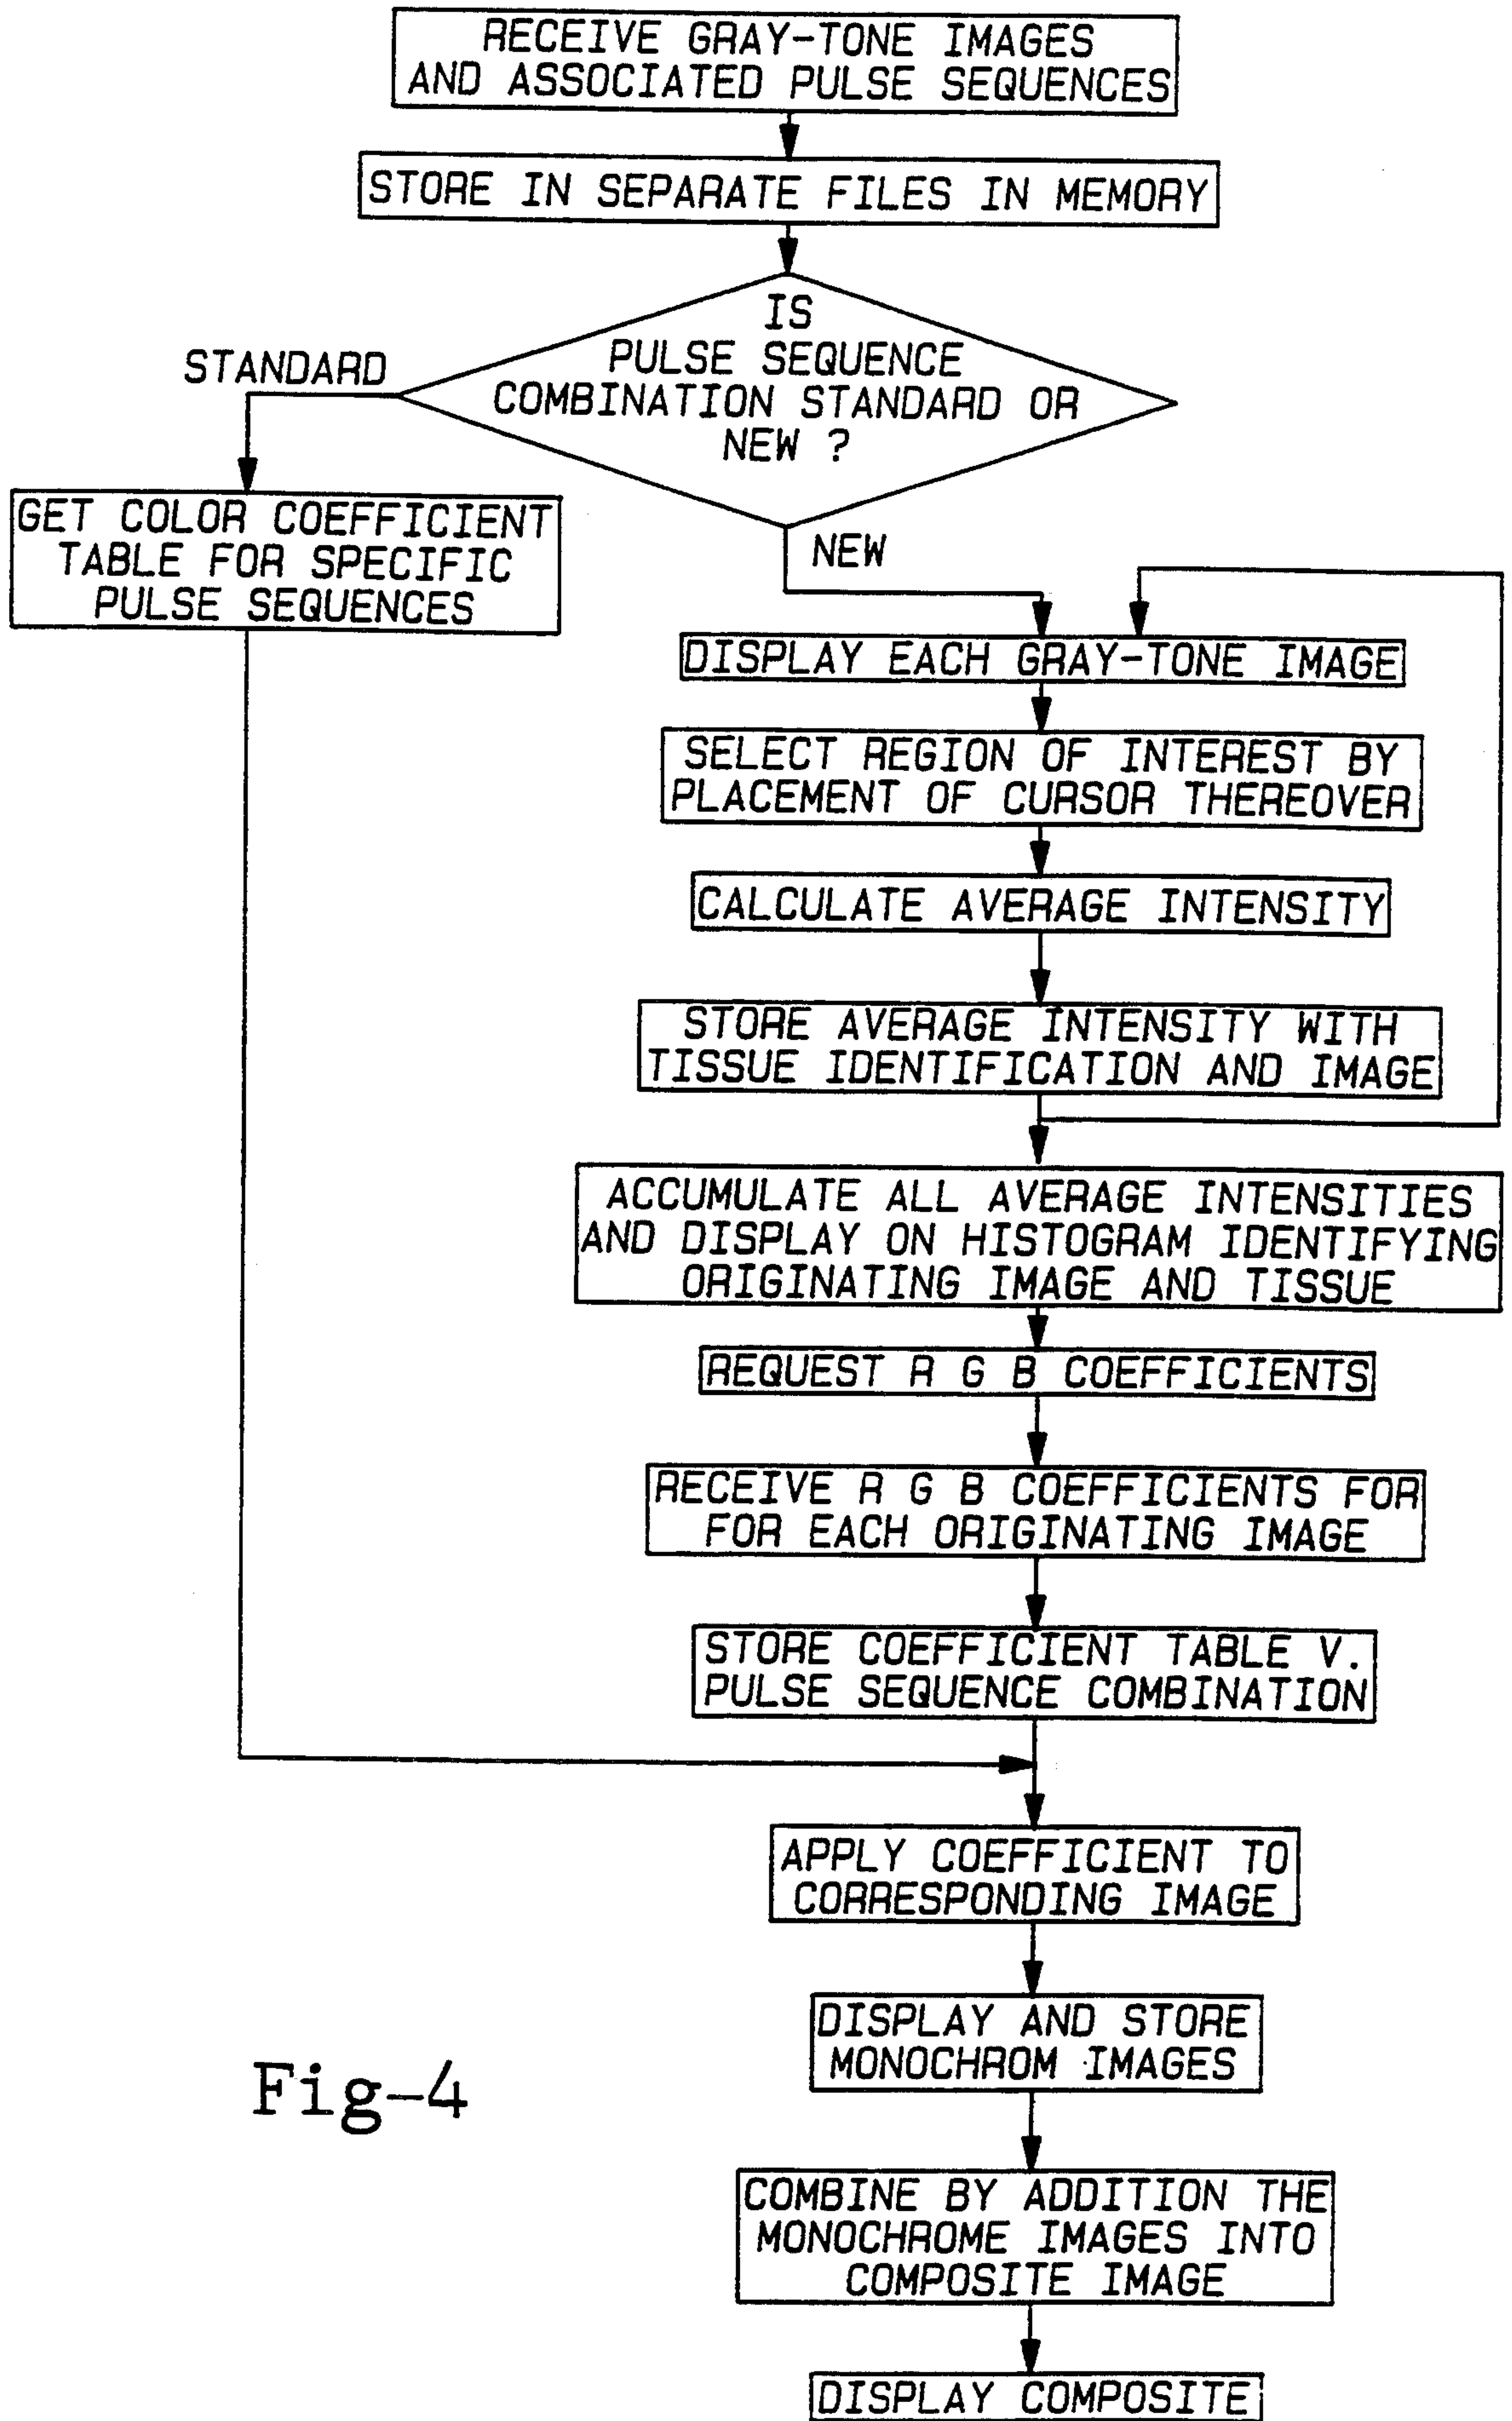 RECEIVE GRAY-TONE IMAGES
AND ASSOCIATED PULSE SEQUENCES
STORE IN SEPARATE FILES IN MEMORY
IS
PULSE SEQUENCE
COMBINATION STANDARD OR
NEW ?
STANDARD
GET COLOR COEFFICIENT
TABLE FOR SPECIFIC
PULSE SEQUENCES
NEW
DISPLAY EACH GRAY-TONE IMAGE
SELECT REGION OF INTEREST BY
PLACEMENT OF CURSOR THEREOVER
CALCULATE AVERAGE INTENSITY
STORE AVERAGE INTENSITY WITH
TISSUE IDENTIFICATION AND IMAGE
ACCUMULATE ALL AVERAGE INTENSITIES
AND DISPLAY ON HISTOGRAM IDENTIFYING
ORIGINATING IMAGE AND TISSUE
REQUEST R G B COEFFICIENTS
RECEIVE R G B COEFFICIENTS FOR
FOR EACH ORIGINATING IMAGE
STORE COEFFICIENT TABLE V.
PULSE SEQUENCE COMBINATION
APPLY COEFFICIENT TO
CORRESPONDING IMAGE
DISPLAY AND STORE
MONOCHROM IMAGES
COMBINE BY ADDITION THE
MONOCHROME IMAGES INTO
COMPOSITE IMAGE
DISPLAY COMPOSITE
Fig-4